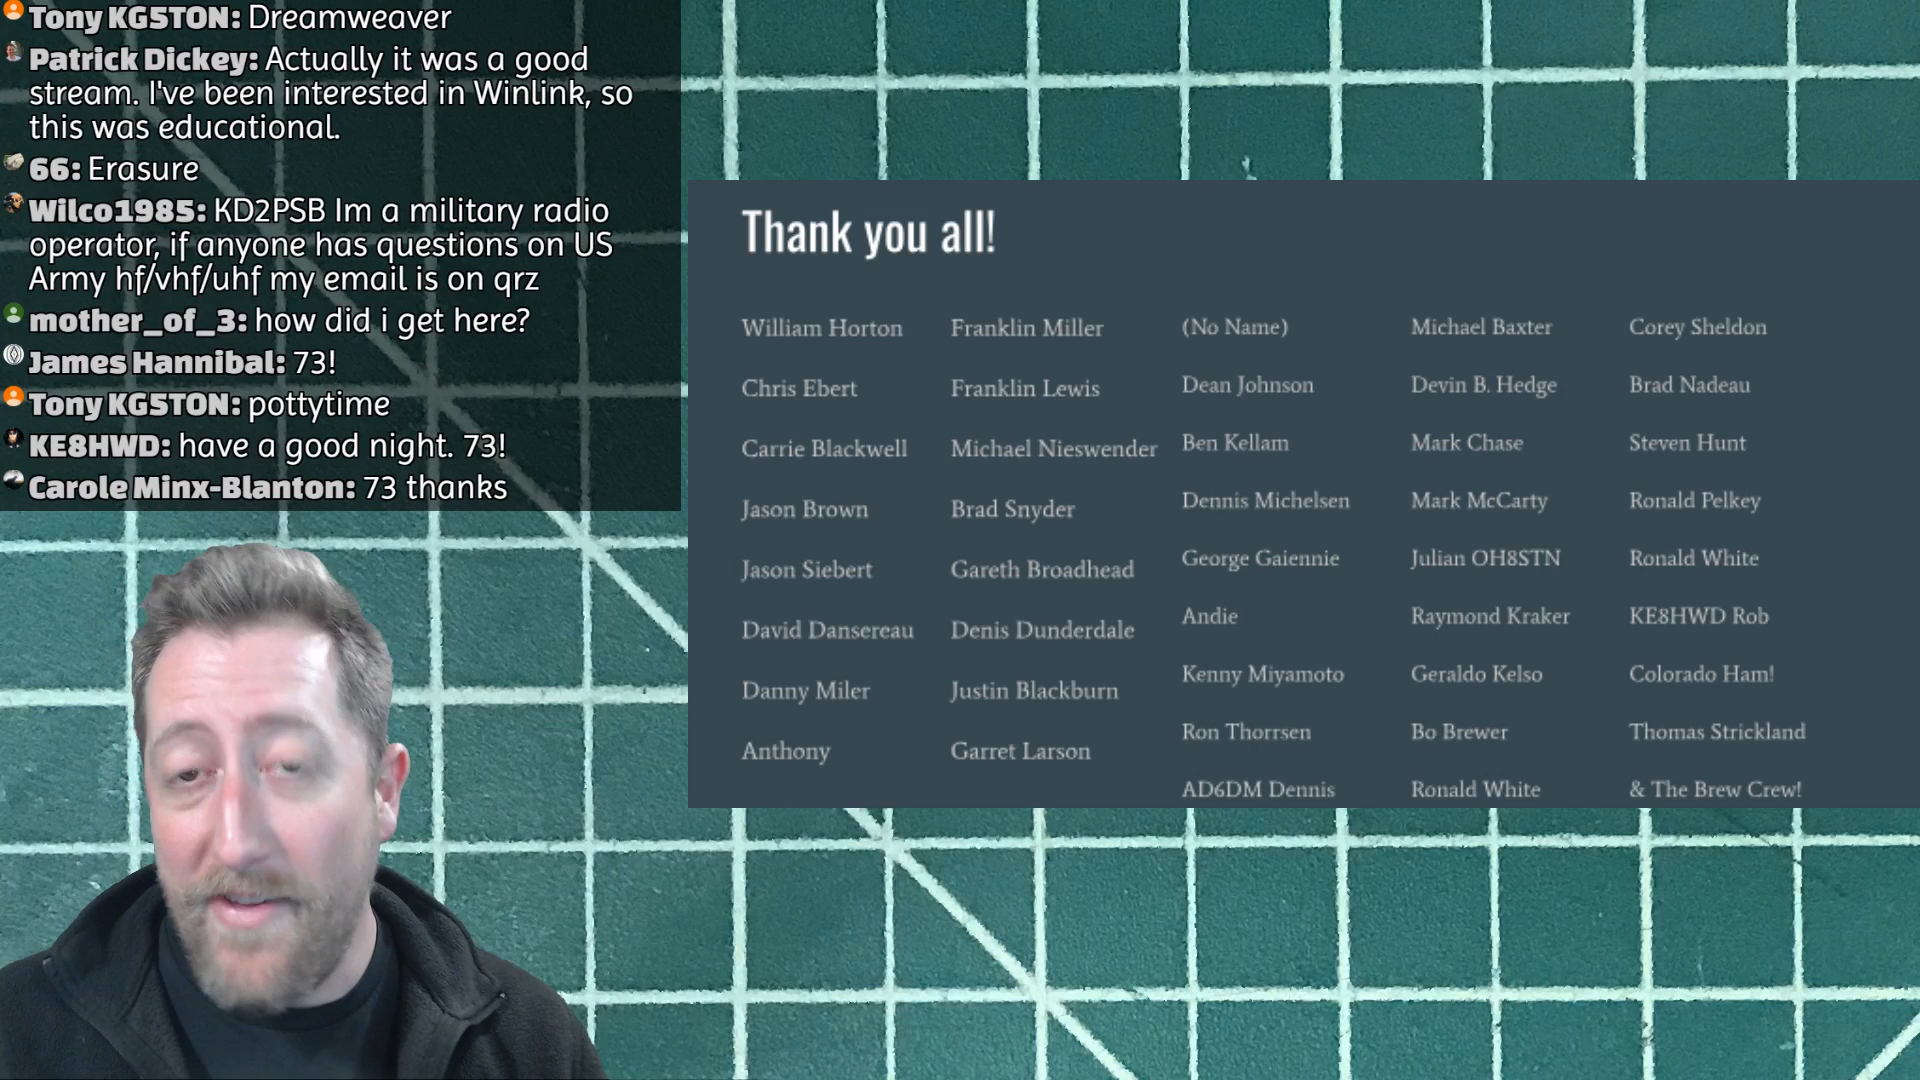 Tony KG5TON: Dreamweaver
Patrick Dickey: Actually it was a good
stream. I've been interested in Winlink, so
this was educational.
66: Erasure
Wilco1985: KD2PSB Im a military radio
operator, if anyone has questions on US
Army hf/vhf/uhf my email is on qrz
mother_of_3: how did i get here?
James Hannibal: 73!
Tony KG5TON: pottytime
KE8HWD: have a good night. 73!
Carole Minx-Blanton: 73 thanks
Thank you all!
William Horton
Chris Ebert
Carrie Blackwell
Jason Brown
Jason Siebert
David Dansereau
Danny Miler
Anthony
Franklin Miller
Franklin Lewis
Michael Nieswender
Brad Snyder
Gareth Broadhead
Denis Dunderdale
Justin Blackburn
Garret Larson
(No Name)
Dean Johnson
Ben Kellam
Dennis Michelsen
George Gaiennie
Andie
Kenny Miyamoto
Ron Thorrsen
AD6DM Dennis
Michael Baxter
Devin B. Hedge
Mark Chase
Mark McCarty
Julian OH8STN
Raymond Kraker
Geraldo Kelso
Bo Brewer
Ronald White
Corey Sheldon
Brad Nadeau
Steven Hunt
Ronald Pelkey
Ronald White
KE8HWD Rob
Colorado Ham!
Thomas Strickland
& The Brew Crew!